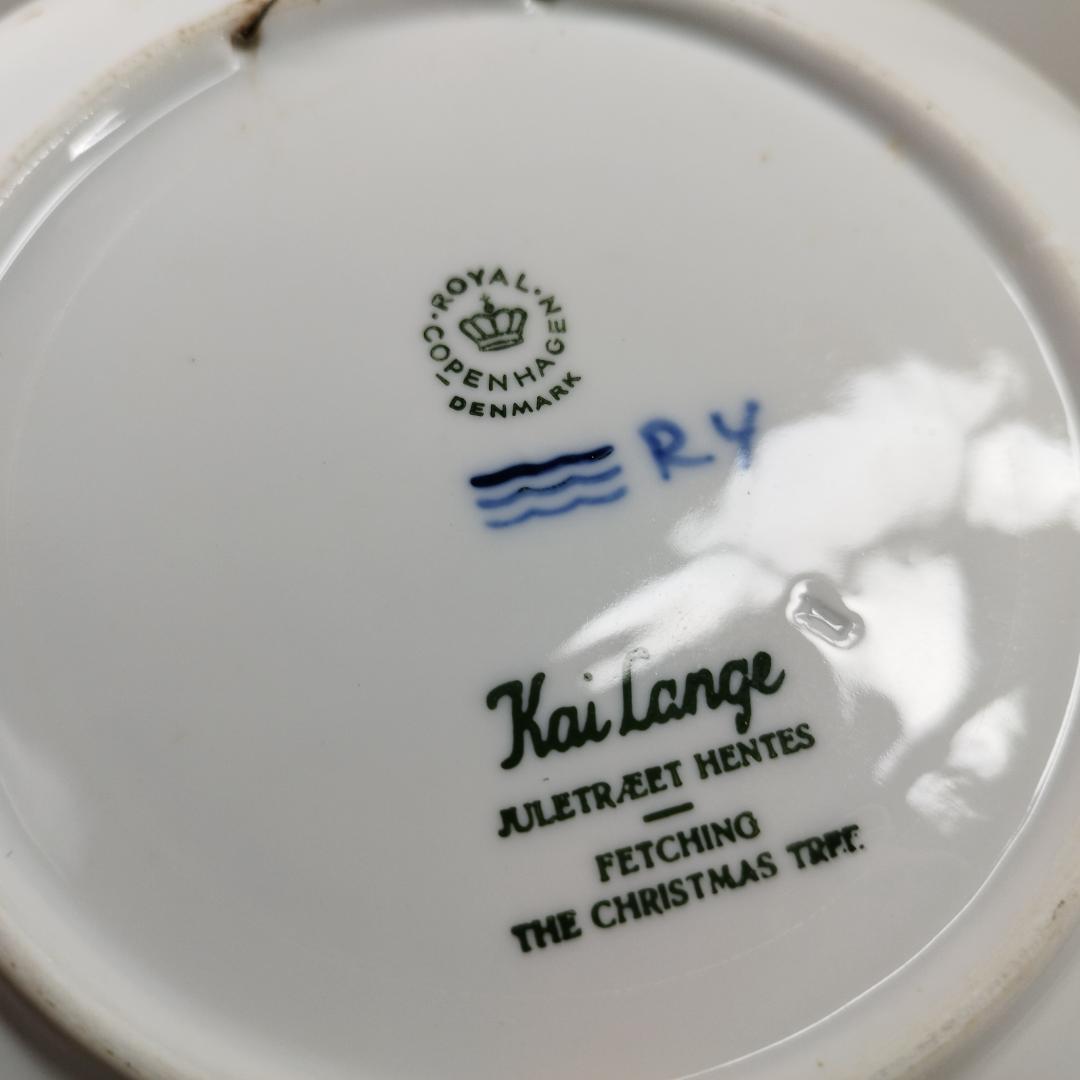 ROYAL
COPENHAGEN
DENMARK
RY
Kai Lange
JULETRÆET HENTES
FETCHING
THE CHRISTMAS TREE